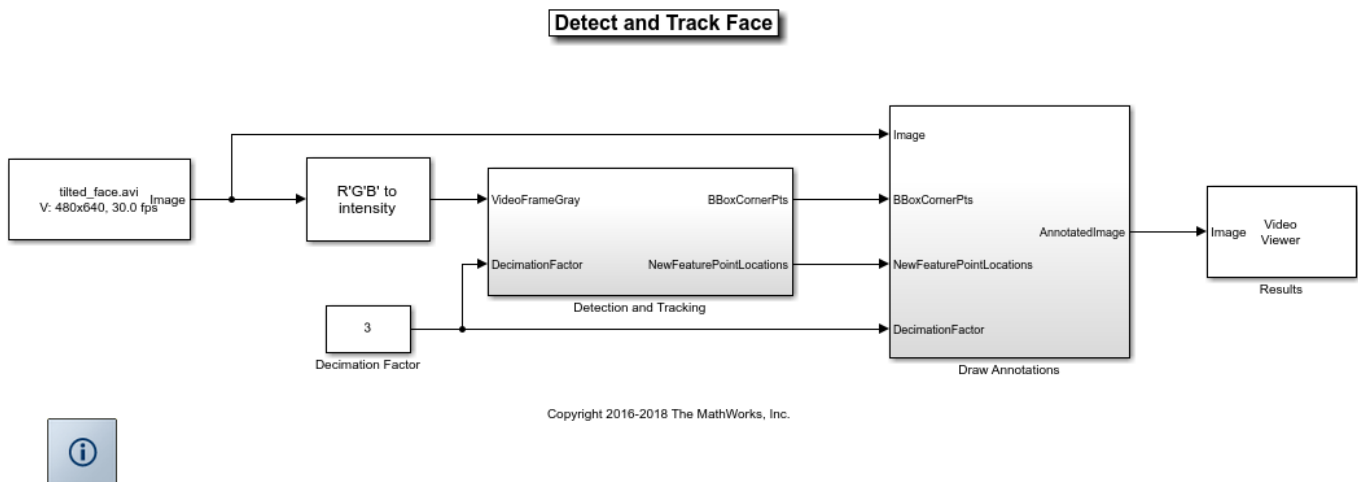 Detect and Track Face
tilted_face.avi
V: 480x640, 30.0 fps
Image
R'G'B' to
intensity
VideoFrameGray
BBoxCornerPts
DecimationFactor
NewFeaturePointLocations
Detection and Tracking
3
Decimation Factor
Image
BBoxCornerPts
AnnotatedImage
NewFeaturePointLocations
DecimationFactor
Draw Annotations
Image
Video
Viewer
Results
Copyright 2016-2018 The MathWorks, Inc.
i